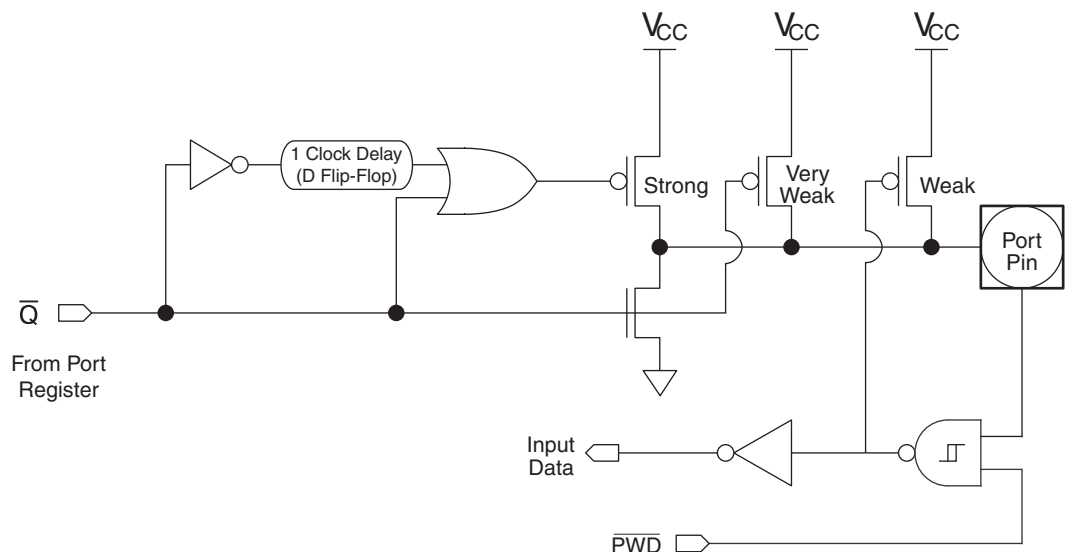 VCC
VCC
VCC
1 Clock Delay
(D Flip-Flop)
Strong
Very
Weak
Weak
Port
Pin
Q̅
From Port
Register
Input
Data
P̅W̅D̅